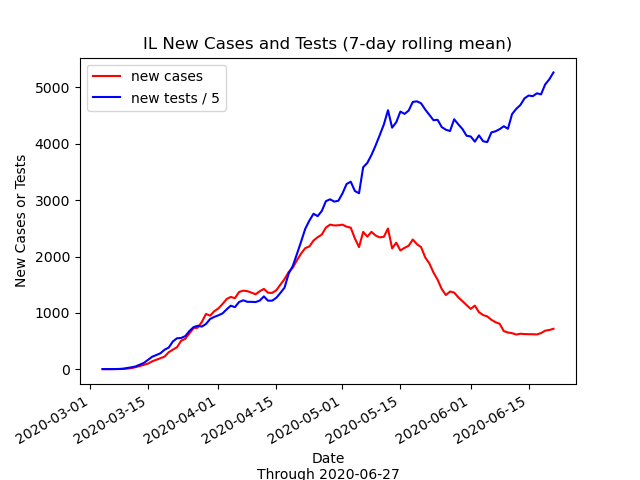 IL New Cases and Tests (7-day rolling mean)
new cases
new tests / 5
New Cases or Tests
5000
4000
3000
2000
1000
0
2020-03-01
2020-03-15
2020-04-01
2020-04-15
2020-05-01
2020-05-15
2020-06-01
2020-06-15
Date
Through 2020-06-27